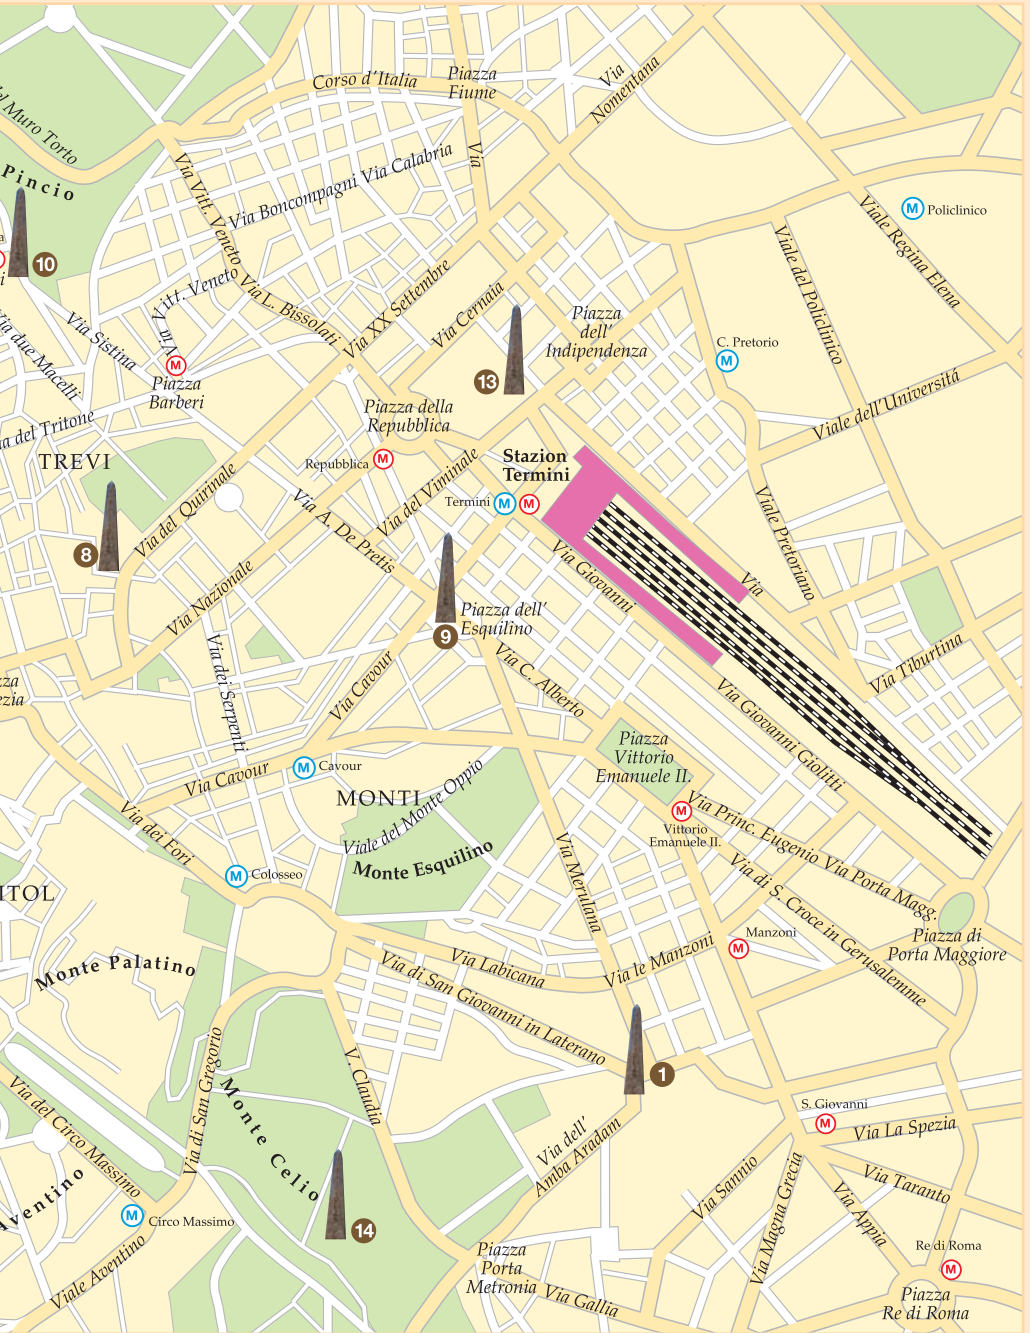 Corso d'Italia
Piazza
Fiume
Via
Nomentana
el Muro Torto
Pincio
Via Vitt. Veneto
Via Boncompagni
Via Calabria
Via
Policlinico
Viale Regina Elena
Viale del Policlinico
10
Via L. Bissolati
Vitt. Veneto
Via
Via XX Settembre
Via Cernaia
Piazza
dell'
Indipendenza
C. Pretorio
Via due Macelli
Via Sistina
Piazza
Barberi
13
Viale dell'Universitá
a del Tritone
TREVI
Piazza della
Repubblica
Repubblica
Stazion
Termini
Termini
Via del Viminale
Via del Quirinale
Via A. De Pretis
8
Viale Pretoriano
Via Nazionale
Via Giovanni
Via
Piazza dell'
Esquilino
9
Via dei Serpenti
Via C. Alberto
Via Tiburtina
zza
ezia
Via Cavour
Via Giovanni Giolitti
Piazza
Vittorio
Emanuele II.
Via Cavour
Cavour
MONTI
Viale del Monte Oppio
Monte Esquilino
Via dei Fori
Vittorio
Emanuele II.
Via Princ. Eugenio
Via Porta Magg.
Via Merulana
Via di S. Croce in Gerusalemme
Colosseo
ITOL
Piazza di
Porta Maggiore
Manzoni
Monte Palatino
Via Labicana
Via le Manzoni
Via di San Giovanni in Laterano
Via di San Gregorio
V. Claudia
1
Via del Circo Massimo
Monte Celio
S. Giovanni
Via La Spezia
Via dell'
Amba Aradam
Via Sannio
Via Magna Grecia
Via Taranto
Via Appia
Aventino
Circo Massimo
14
Viale Aventino
Piazza
Porta
Metronia
Via Gallia
Re di Roma
Piazza
Re di Roma